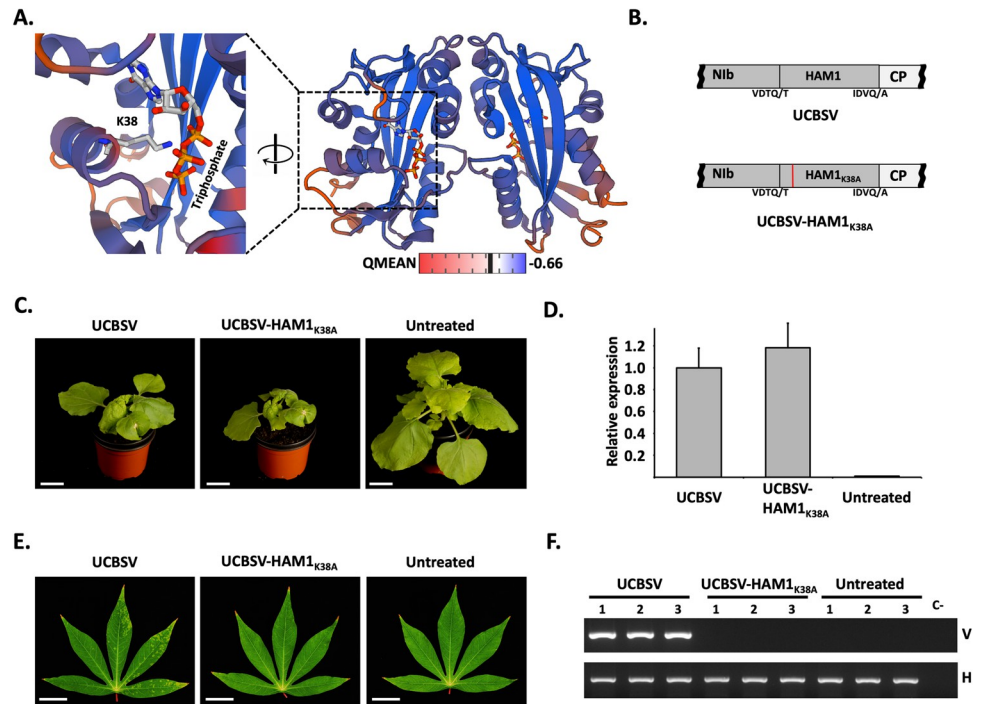 A.
K38
Triphosphate
QMEAN
-0.66
B.
NIb HAM1 CP
VDTQ/T IDVQ/A
UCBSV
NIb HAM1K38A CP
VDTQ/T IDVQ/A
UCBSV-HAM1K38A
C.
UCBSV UCBSV-HAM1K38A Untreated
D.
Relative expression
1.2
1.0
0.8
0.6
0.4
0.2
UCBSV UCBSV-HAM1K38A Untreated
E.
UCBSV UCBSV-HAM1K38A Untreated
F.
UCBSV UCBSV-HAM1K38A Untreated
1 2 3 1 2 3 1 2 3 C-
V
H